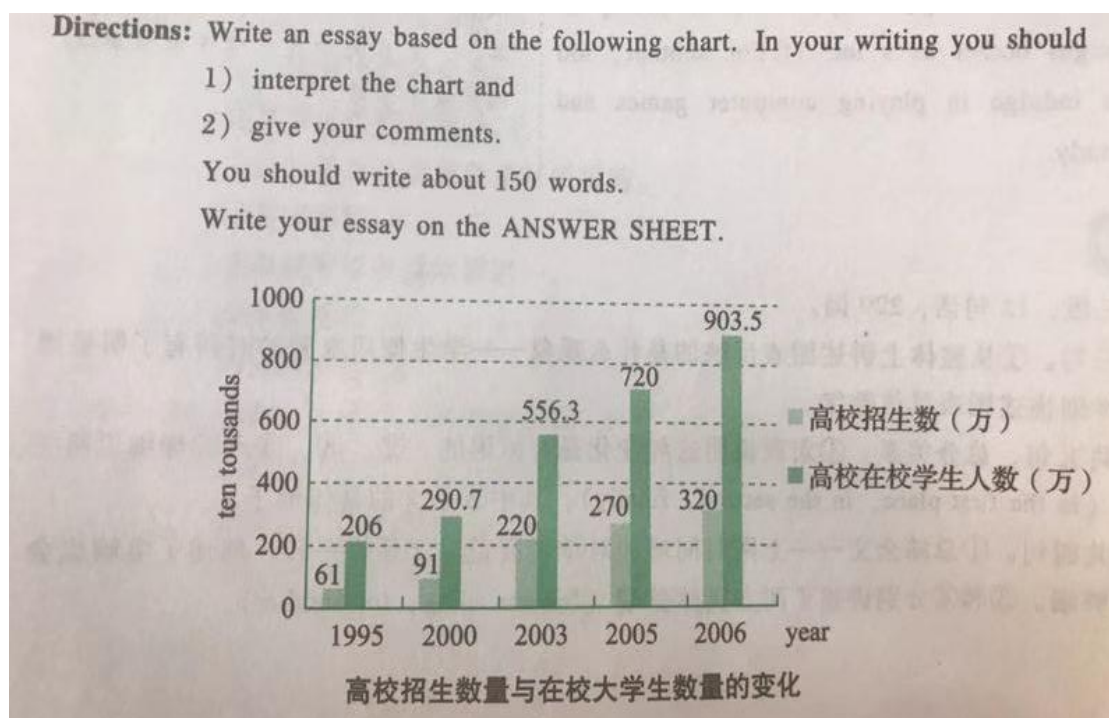 Directions: Write an essay based on the following chart. In your writing you should
1) interpret the chart and
2) give your comments.
You should write about 150 words.
Write your essay on the ANSWER SHEET.
1000
903.5
800
720
600
556.3
高校招生数（万）
400
290.7
270
320
高校在校学生人数（万）
206
220
200
61
91
0
ten tousands
1995 2000 2003 2005 2006 year
高校招生数量与在校大学生数量的变化